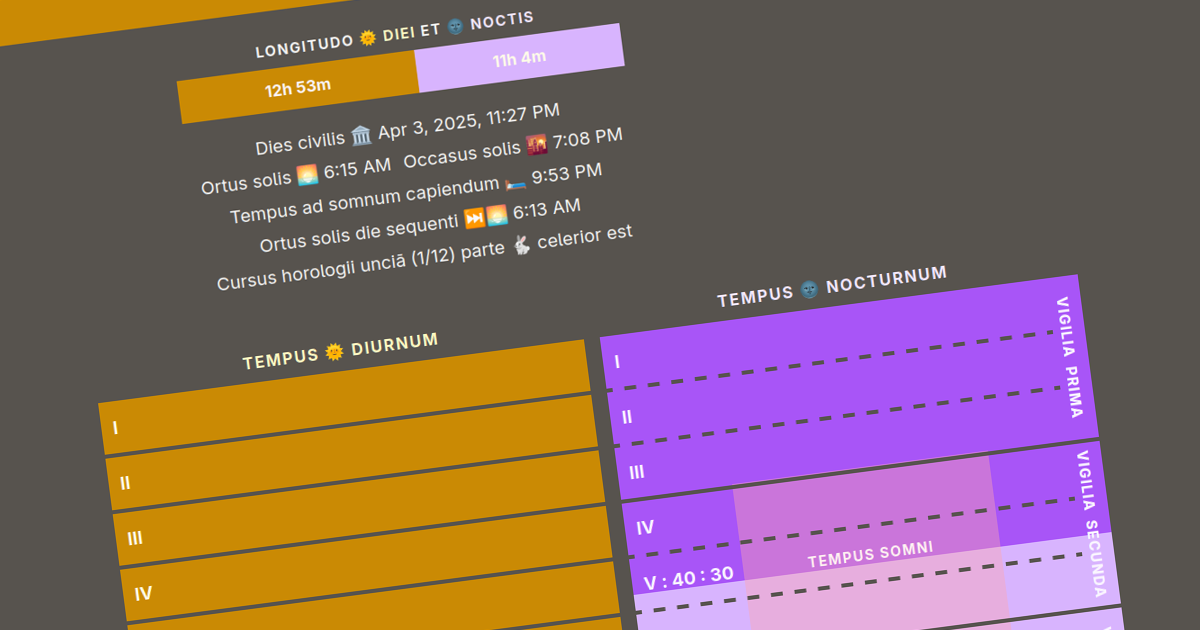 LONGITUDO 🌞 DIEI ET 🌚 NOCTIS
12h 53m
11h 4m
Dies civilis 🏛️ Apr 3, 2025, 11:27 PM
Ortus solis 🌅 6:15 AM Occasus solis 🌇 7:08 PM
Tempus ad somnum capiendum 🛏️ 9:53 PM
Ortus solis die sequenti ⏭️🌅 6:13 AM
Cursus horologii unciā (1/12) parte 🐇 celerior est
TEMPUS 🌞 DIURNUM
I
II
III
IV
TEMPUS 🌚 NOCTURNUM
I
II
III
VIGILIA PRIMA
IV
V : 40 : 30
TEMPUS SOMNI
VIGILIA SECUNDA